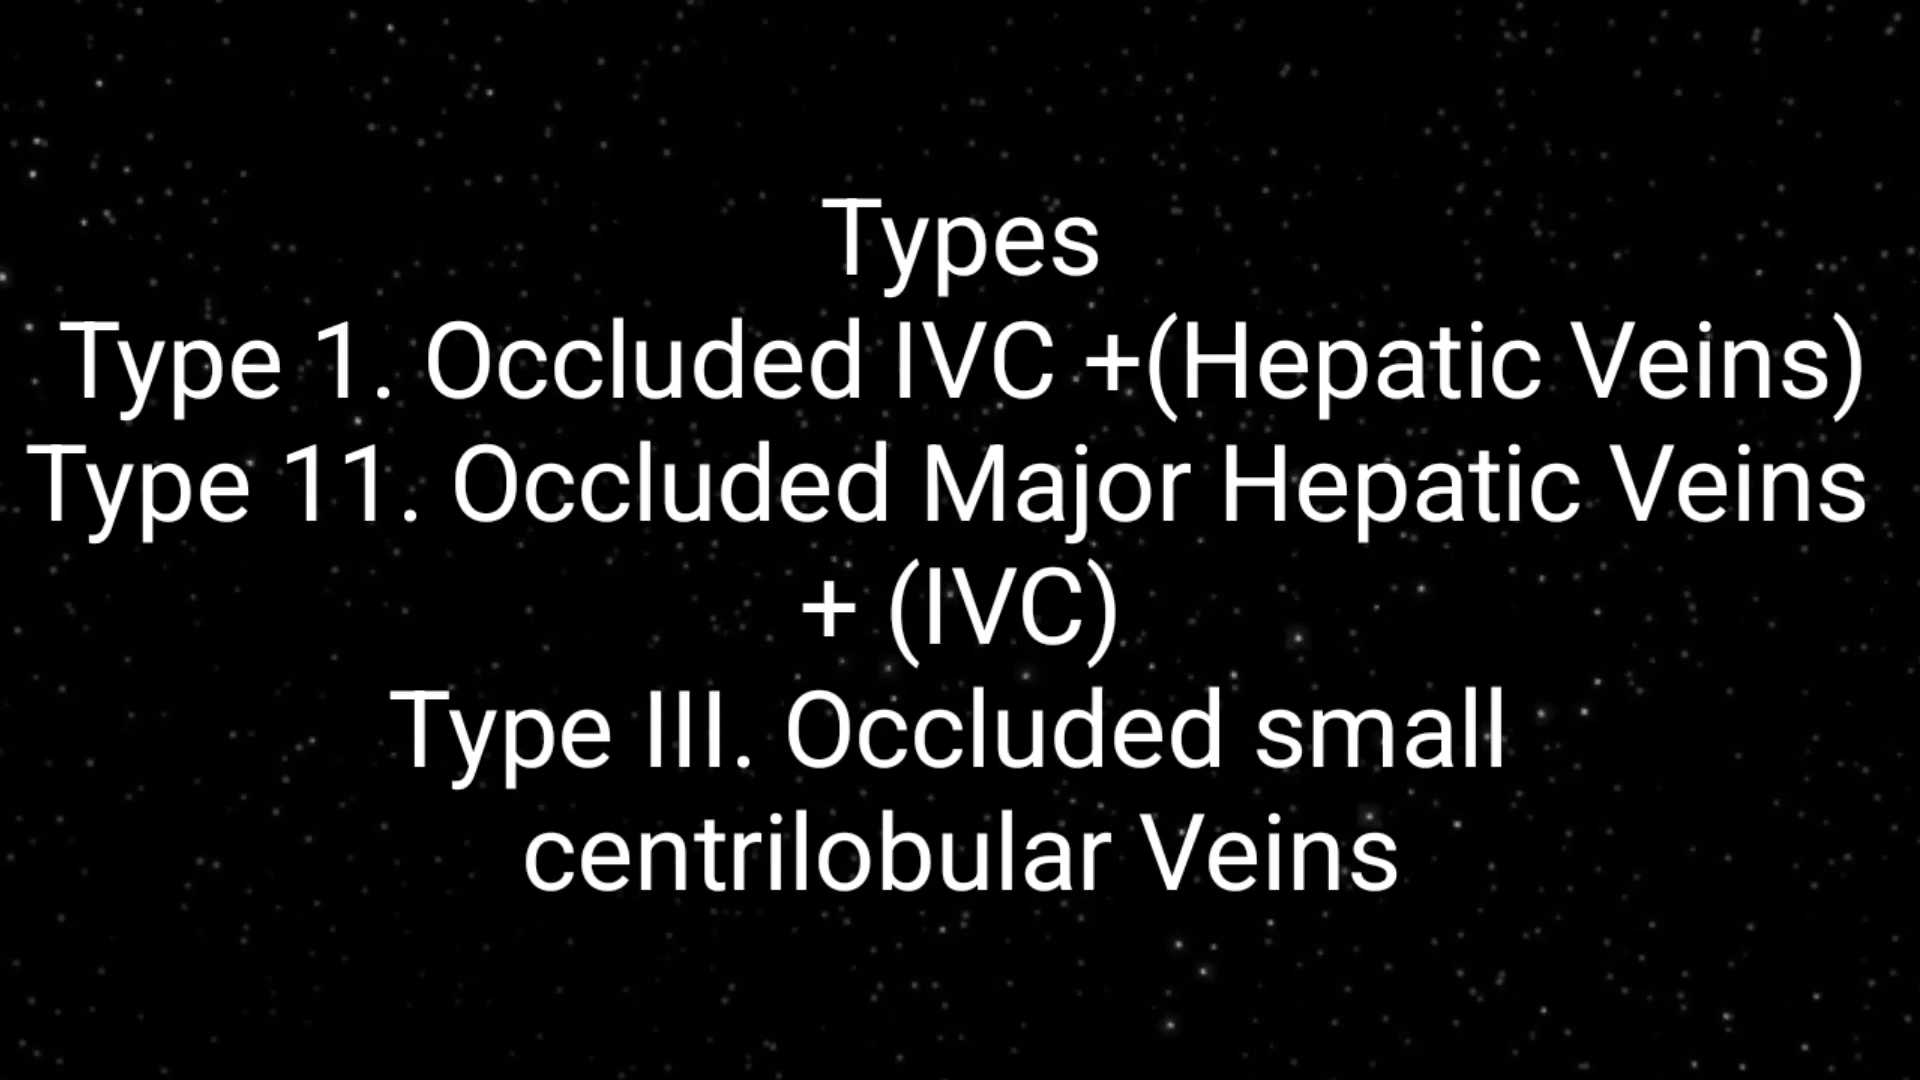 Types
Type 1. Occluded IVC +(Hepatic Veins)
Type 11. Occluded Major Hepatic Veins
+ (IVC)
Type III. Occluded small
centrilobular Veins